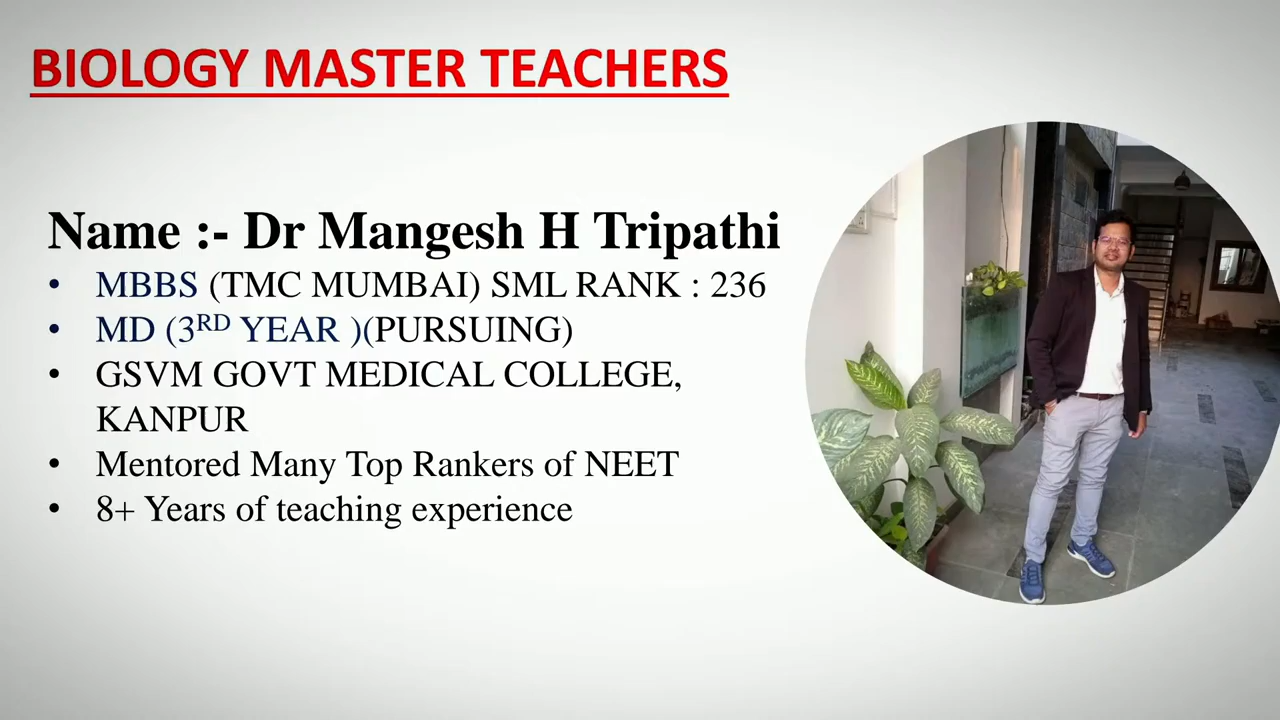 BIOLOGY MASTER TEACHERS
Name :- Dr Mangesh H Tripathi
• MBBS (TMC MUMBAI) SML RANK : 236
• MD (3RD YEAR )(PURSUING)
• GSVM GOVT MEDICAL COLLEGE,
KANPUR
• Mentored Many Top Rankers of NEET
• 8+ Years of teaching experience